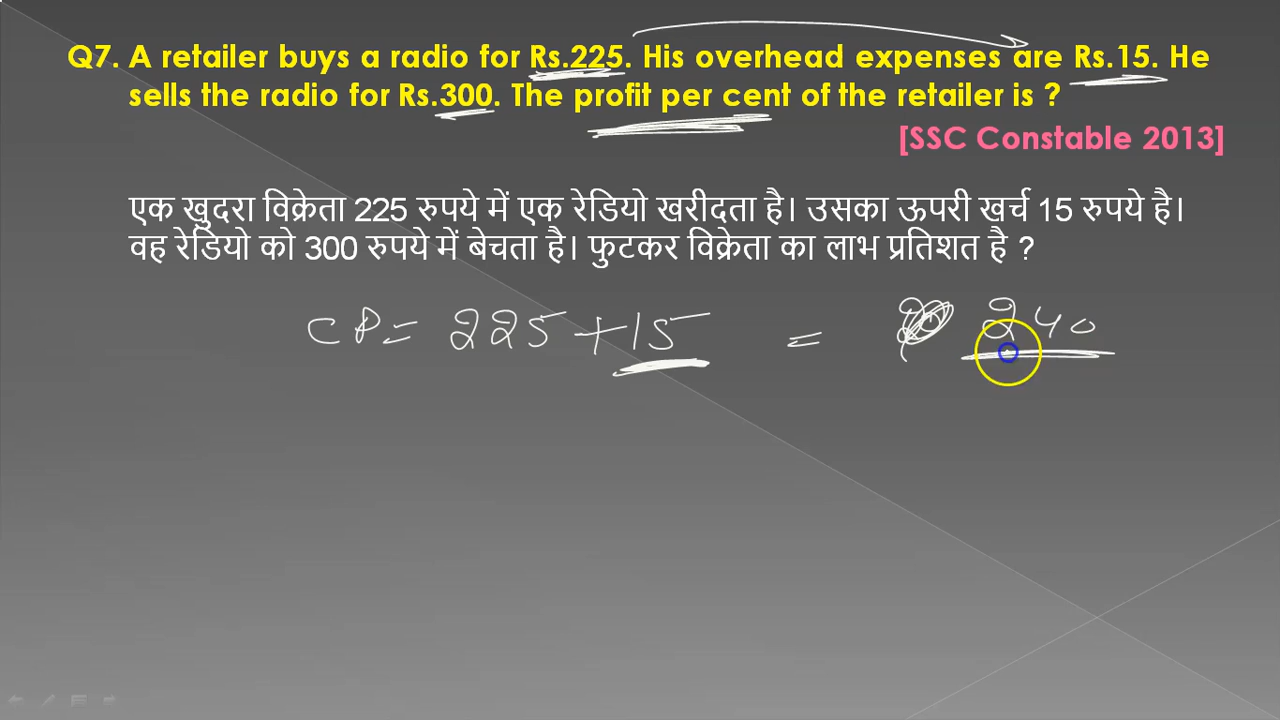 Q7. A retailer buys a radio for Rs.225. His overhead expenses are Rs.15. He
sells the radio for Rs.300. The profit per cent of the retailer is ?
[SSC Constable 2013]
एक खुदरा विक्रेता 225 रुपये में एक रेडियो खरीदता है। उसका ऊपरी खर्च 15 रुपये है।
वह रेडियो को 300 रुपये में बेचता है। फुटकर विक्रेता का लाभ प्रतिशत है ?
CP = 225 + 15 = 240